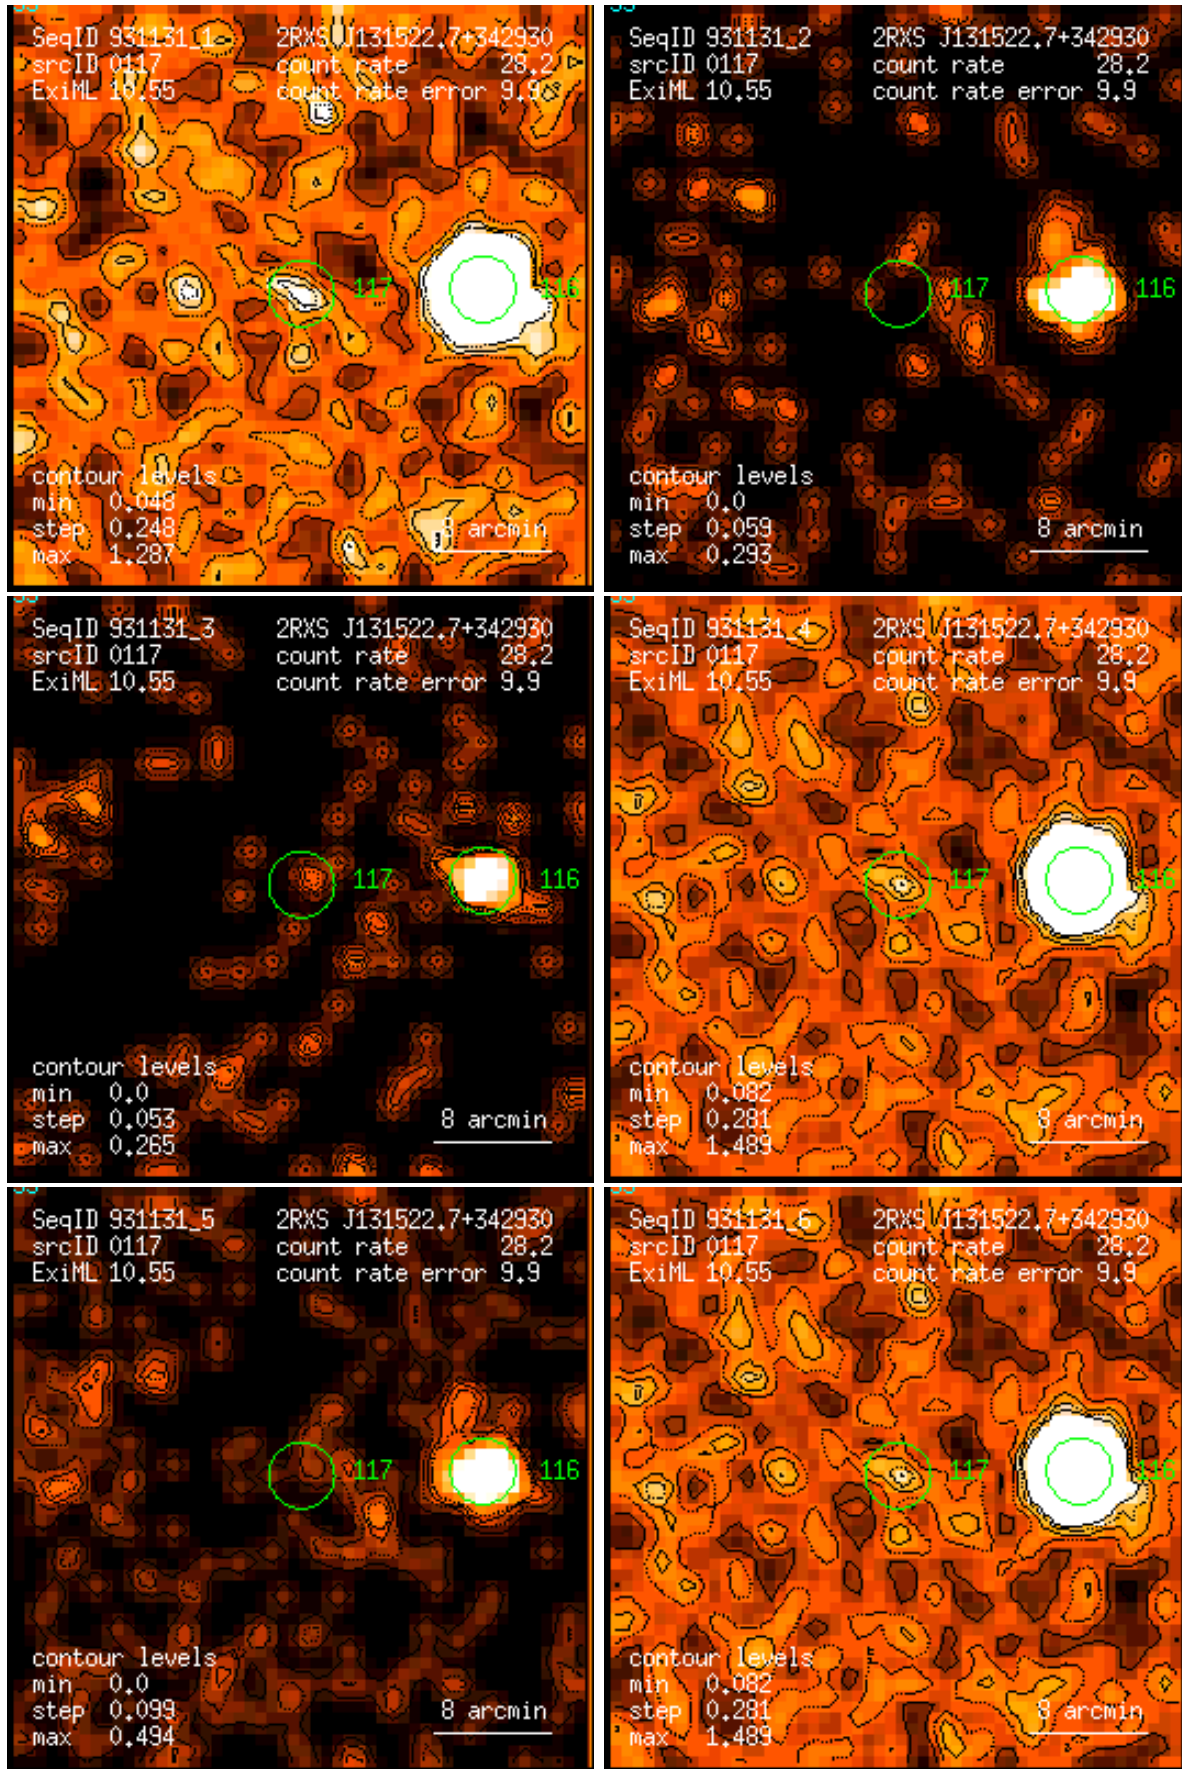 SeqID 931131_1 2RXS J131522.7+342930
srcID 0117 count rate 28.2
ExiML 10.55 count rate error 9.9
117 116
contour levels
min 0.048
step 0.248 8 arcmin
max 1.287
SeqID 931131_2 2RXS J131522.7+342930
srcID 0117 count rate 28.2
ExiML 10.55 count rate error 9.9
117 116
contour levels
min 0.0
step 0.059 8 arcmin
max 0.293
SeqID 931131_3 2RXS J131522.7+342930
srcID 0117 count rate 28.2
ExiML 10.55 count rate error 9.9
117 116
contour levels
min 0.0
step 0.053 8 arcmin
max 0.265
SeqID 931131_4 2RXS J131522.7+342930
srcID 0117 count rate 28.2
ExiML 10.55 count rate error 9.9
117 116
contour levels
min 0.082
step 0.281 8 arcmin
max 1.489
SeqID 931131_5 2RXS J131522.7+342930
srcID 0117 count rate 28.2
ExiML 10.55 count rate error 9.9
117 116
contour levels
min 0.0
step 0.099 8 arcmin
max 0.494
SeqID 931131_6 2RXS J131522.7+342930
srcID 0117 count rate 28.2
ExiML 10.55 count rate error 9.9
117 116
contour levels
min 0.082
step 0.281 8 arcmin
max 1.489